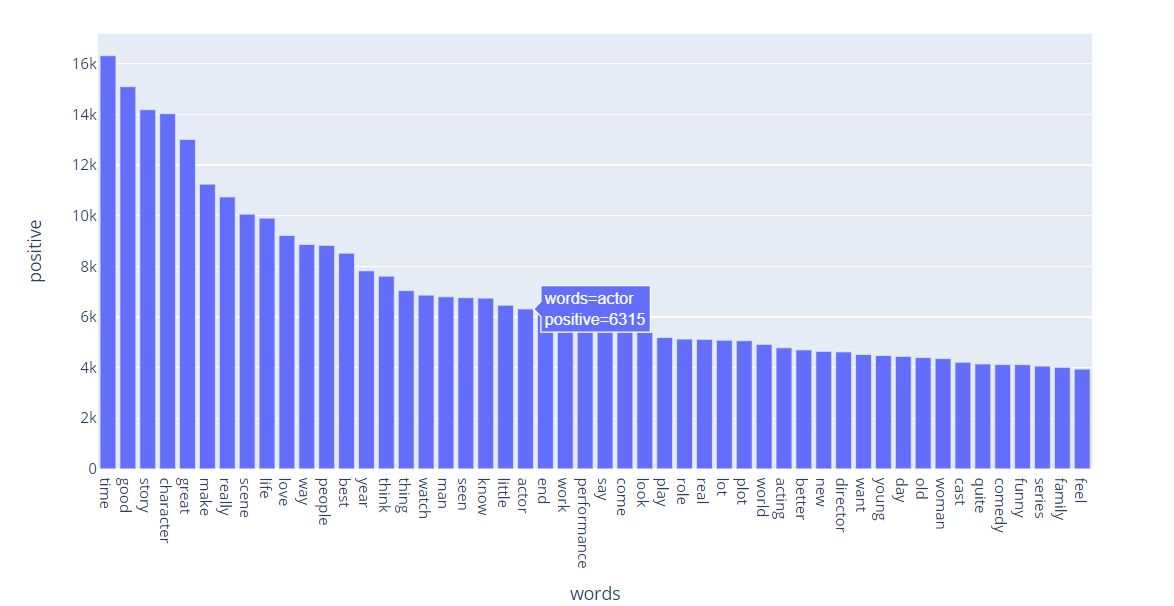 positive
16k
14k
12k
10k
8k
6k
4k
2k
0
words=actor
positive=6315
time
good
story
character
great
make
really
scene
life
love
way
people
best
year
think
thing
watch
man
seen
know
little
actor
end
work
performance
say
come
look
play
role
real
lot
plot
world
acting
better
new
director
want
young
day
old
woman
cast
quite
comedy
funny
series
family
feel
words